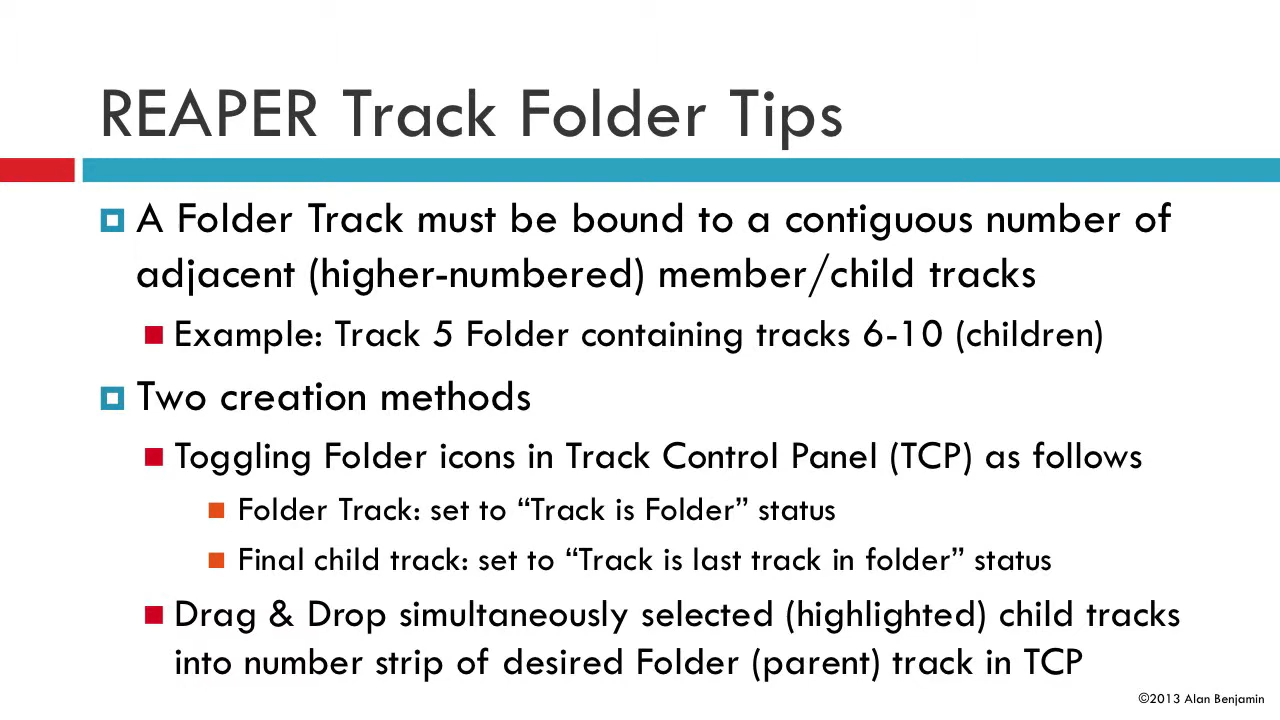 REAPER Track Folder Tips
A Folder Track must be bound to a contiguous number of
adjacent (higher-numbered) member/child tracks
Example: Track 5 Folder containing tracks 6-10 (children)
Two creation methods
Toggling Folder icons in Track Control Panel (TCP) as follows
Folder Track: set to “Track is Folder” status
Final child track: set to “Track is last track in folder” status
Drag & Drop simultaneously selected (highlighted) child tracks
into number strip of desired Folder (parent) track in TCP
©2013 Alan Benjamin